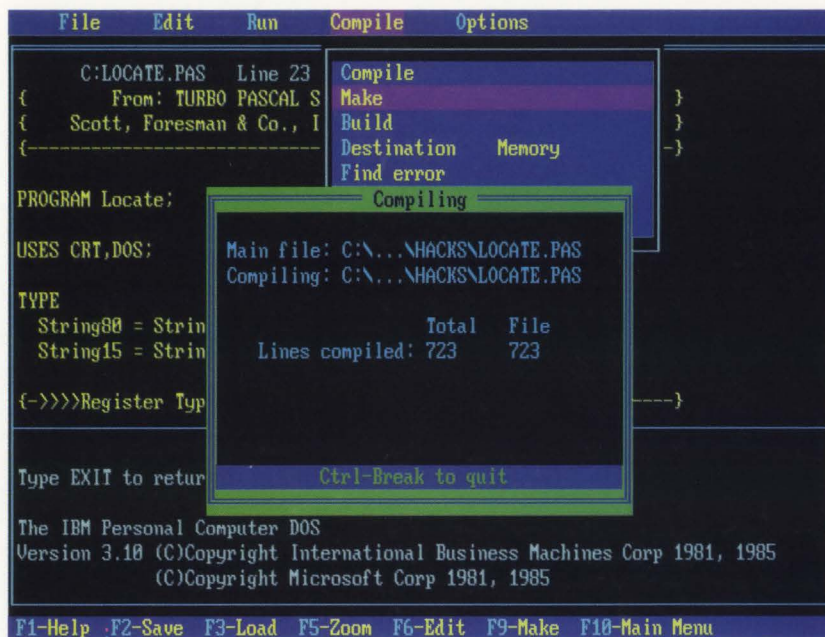 File Edit Run Compile Options
C:LOCATE.PAS Line 23
{ From: TURBO PASCAL S
{ Scott, Foresman & Co., I
{----------------------------
PROGRAM Locate;
USES CRT,DOS;
TYPE
String80 = Strin
String15 = Strin
{->>>>Register Typ
Compile
Make
Build
Destination Memory
Find error
}
}
-}
----}
Compiling
Main file: C:\...\HACKS\LOCATE.PAS
Compiling: C:\...\HACKS\LOCATE.PAS
Total File
Lines compiled: 723 723
Ctrl-Break to quit
Type EXIT to retur
The IBM Personal Computer DOS
Version 3.10 (C)Copyright International Business Machines Corp 1981, 1985
(C)Copyright Microsoft Corp 1981, 1985
F1-Help F2-Save F3-Load F5-Zoom F6-Edit F9-Make F10-Main Menu